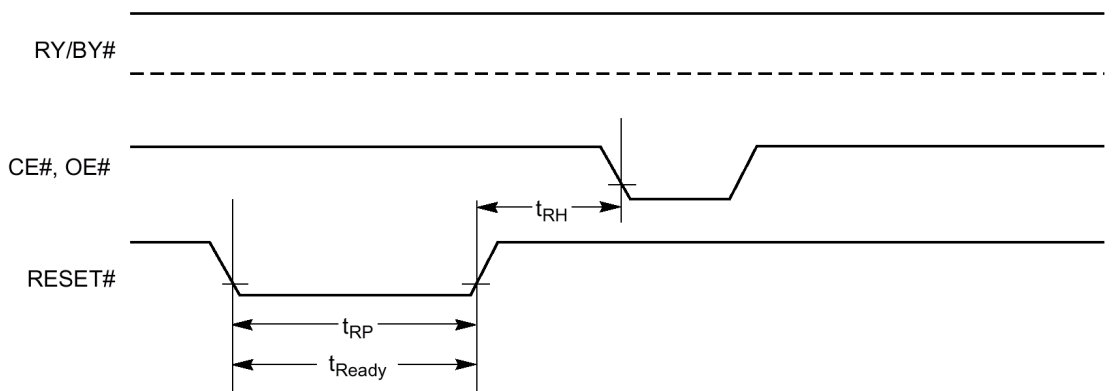 RY/BY#
CE#, OE#
tRH
RESET#
tRP
tReady